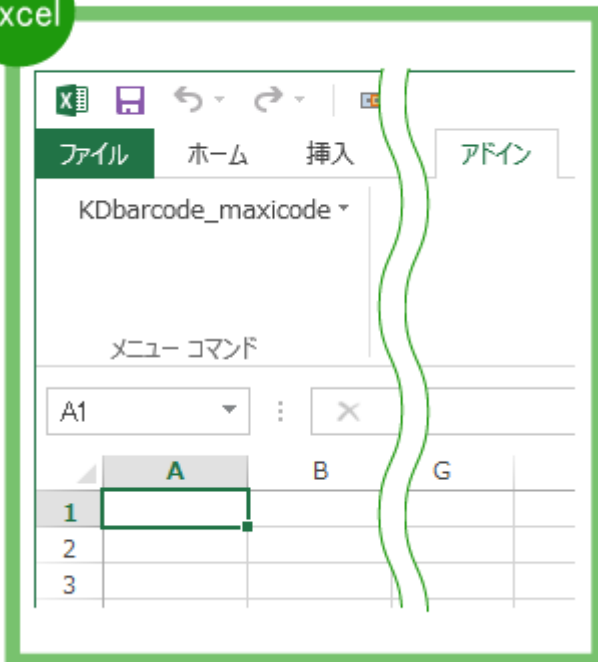 xcel
ファイル ホーム 挿入 アドイン
KDbarcode_maxicode
メニュー コマンド
A1
A B G
1
2
3